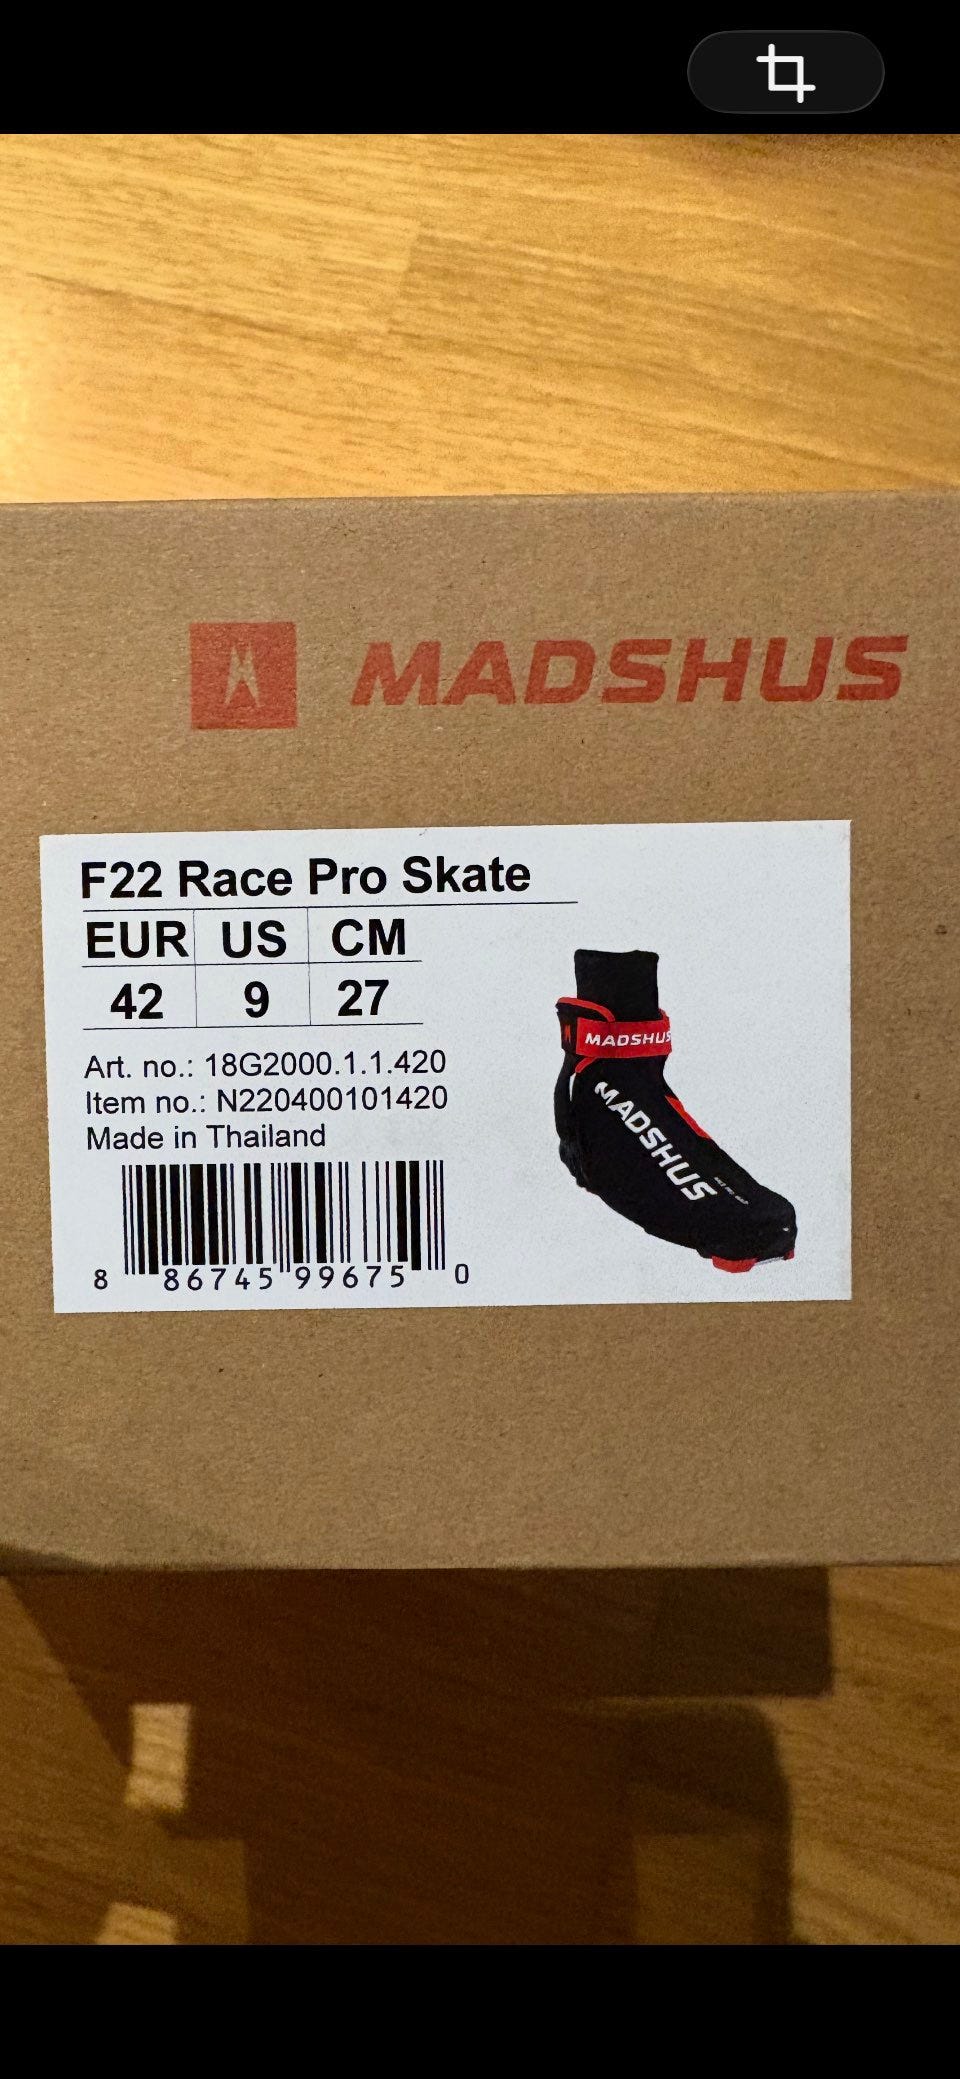 MADSHUS
F22 Race Pro Skate
EUR US CM
42 9 27
Art. no.: 18G2000.1.1.420
Item no.: N220400101420
Made in Thailand
8 86745 99675 0
MADSHUS
MADSHUS